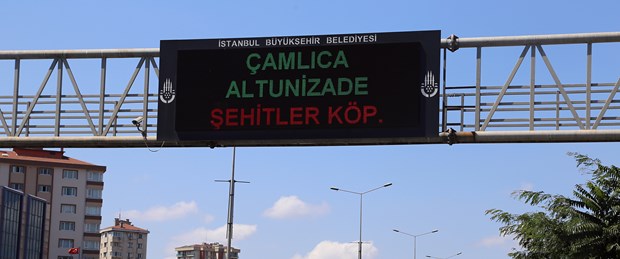 İSTANBUL BÜYÜKŞEHİR BELEDİYESİ
ÇAMLICA
ALTUNİZADE
ŞEHİTLER KÖP.